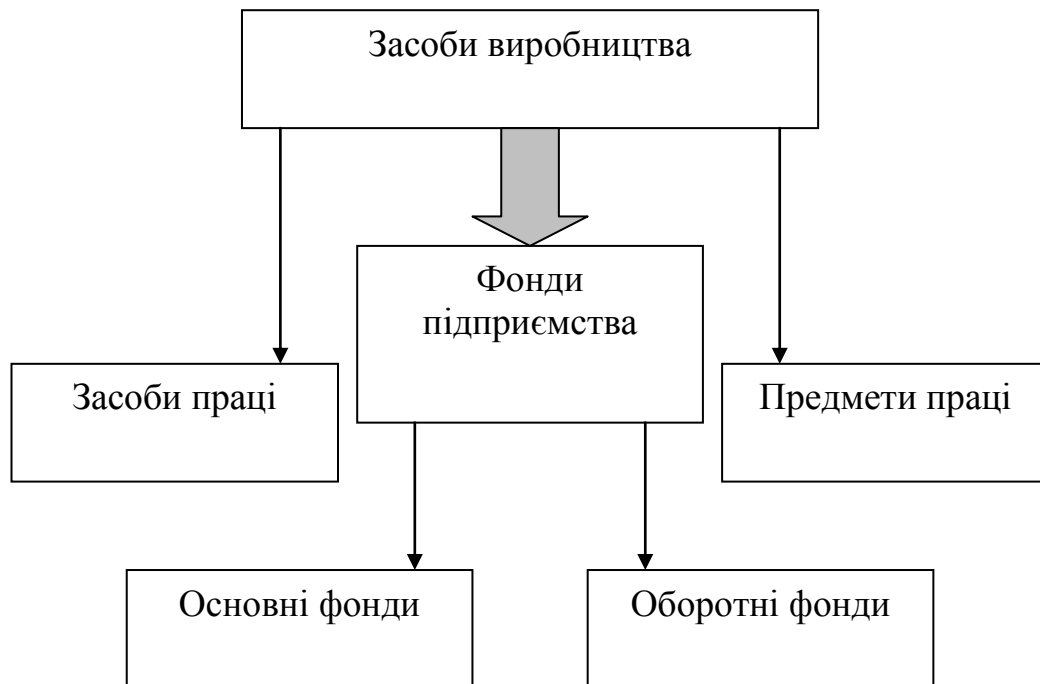 Засоби виробництва
Фонди
підприємства
Засоби праці
Предмети праці
Основні фонди
Оборотні фонди